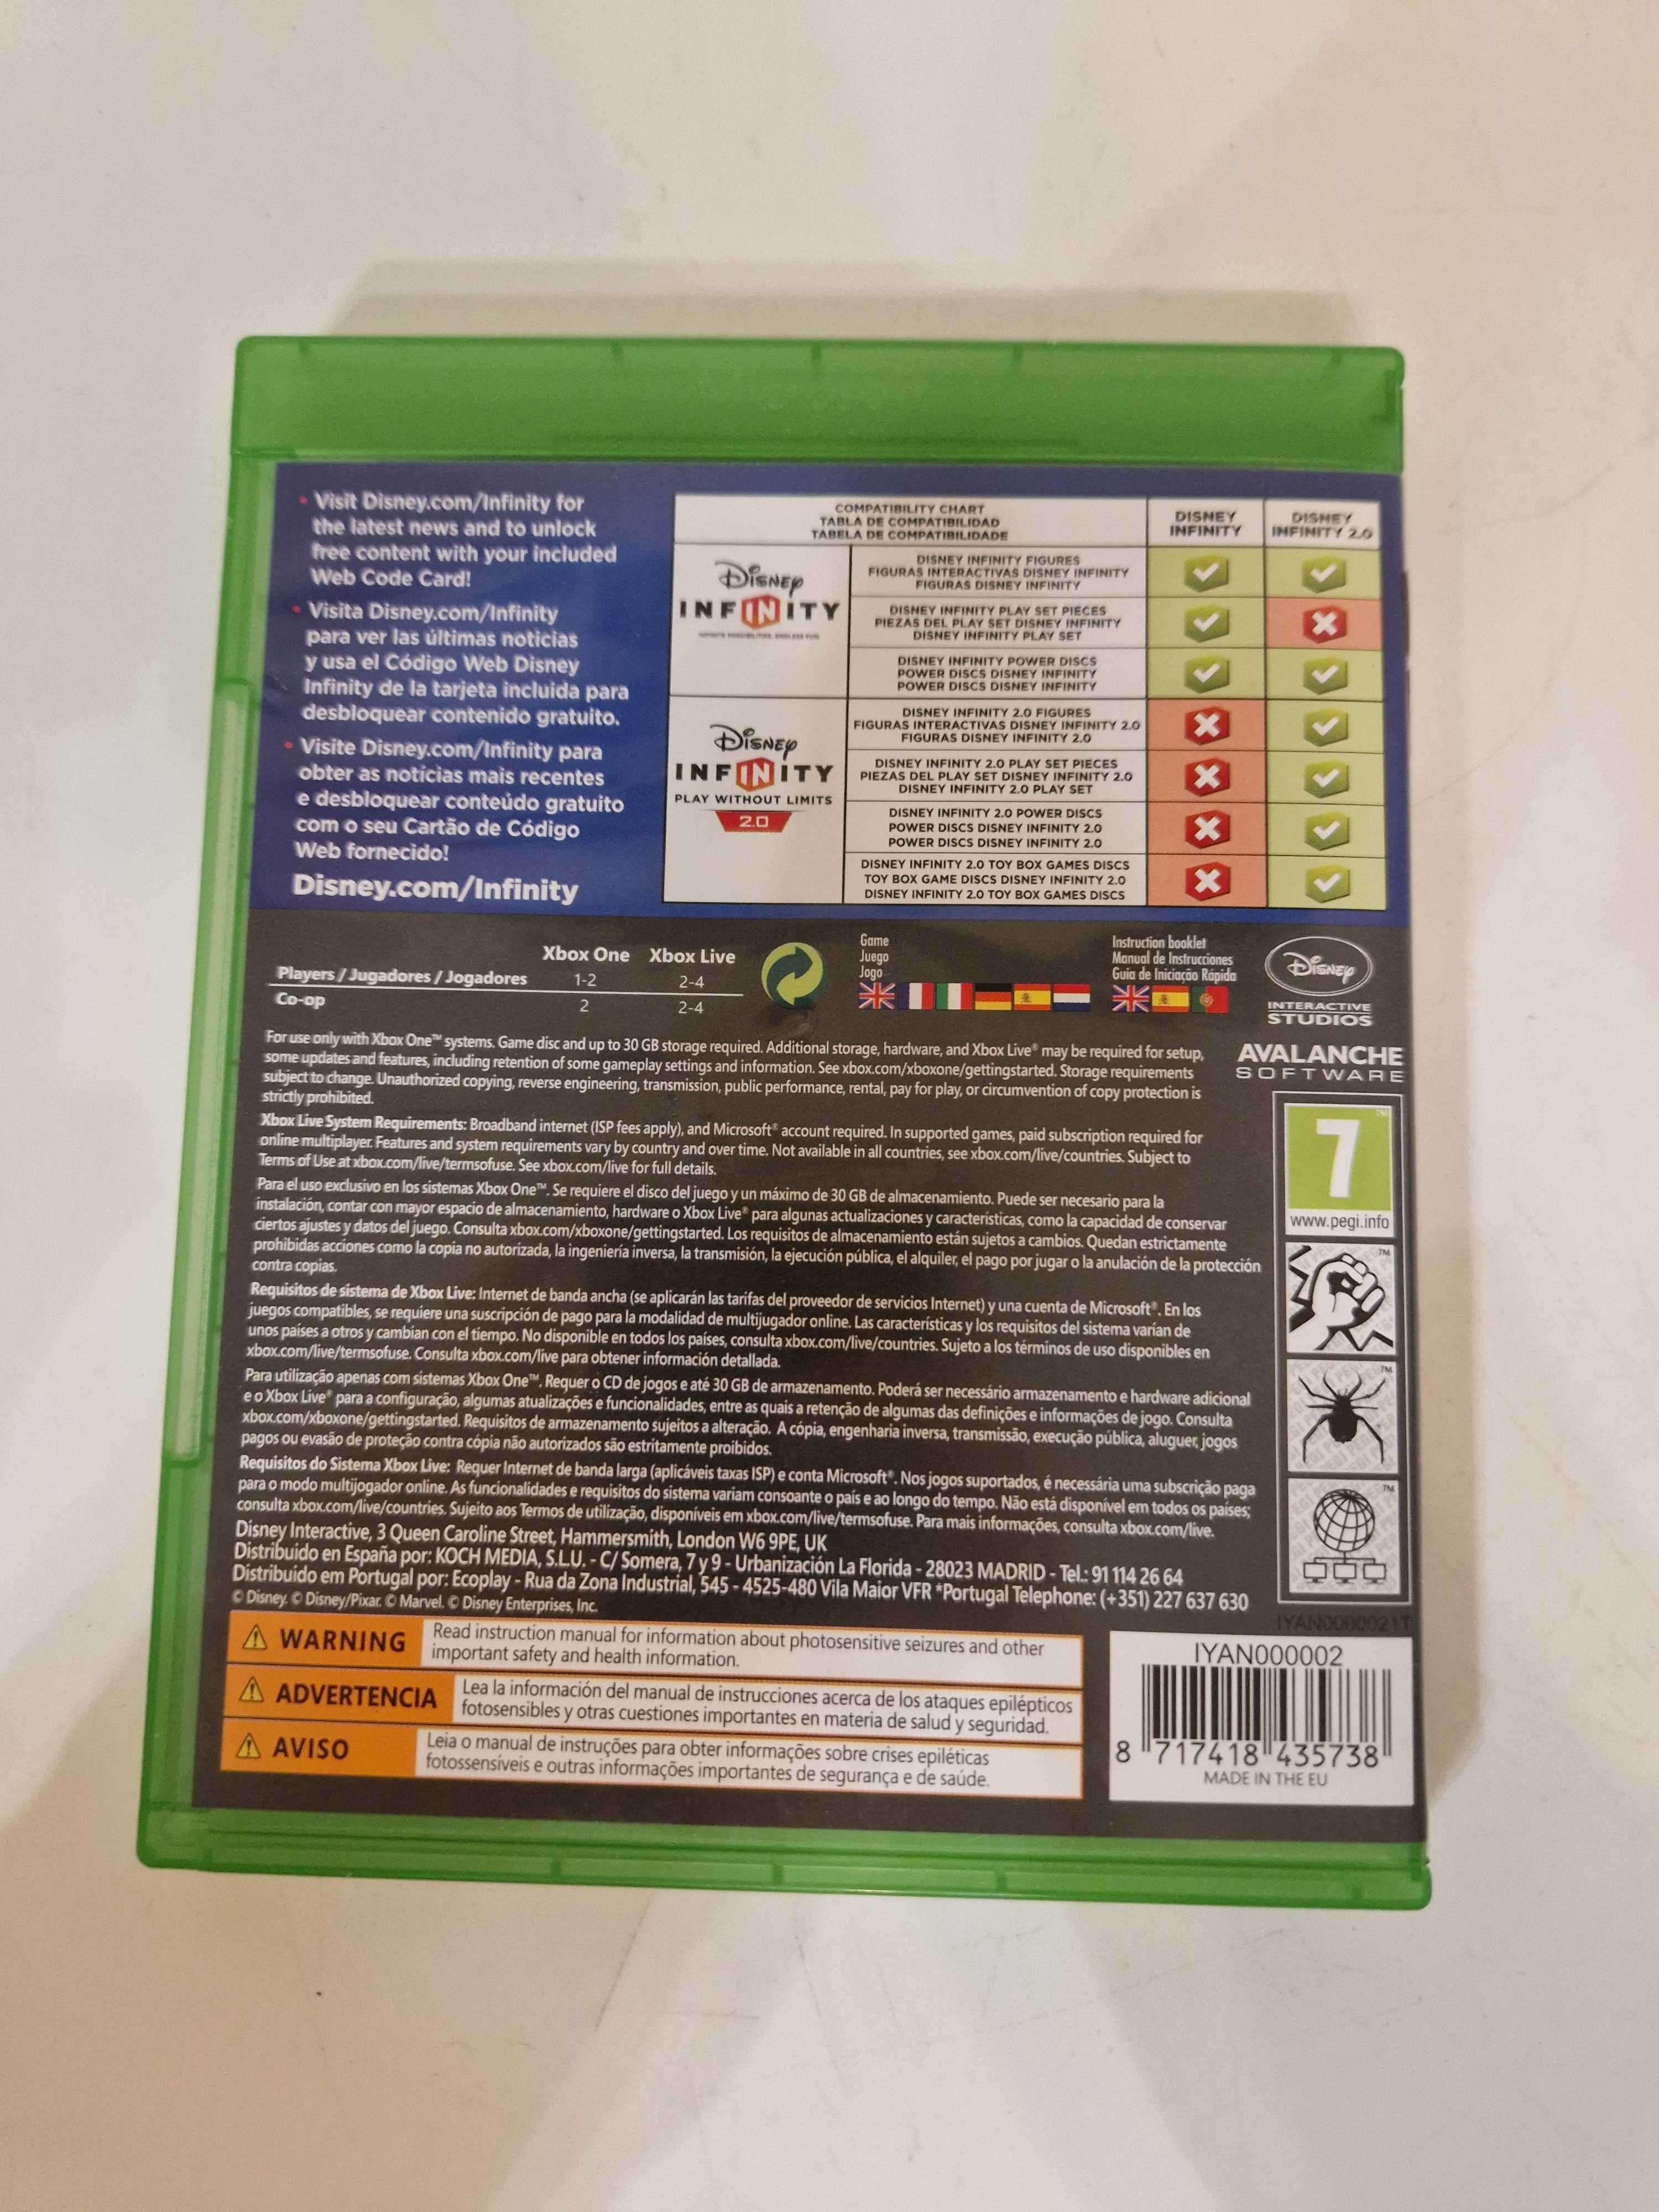 • Visit Disney.com/Infinity for
the latest news and to unlock
free content with your included
Web Code Card!
• Visita Disney.com/Infinity
para ver las últimas noticias
y usa el Código Web Disney
Infinity de la tarjeta incluida para
desbloquear contenido gratuito.
• Visite Disney.com/Infinity para
obter as notícias mais recentes
e desbloquear conteúdo gratuito
com o seu Cartão de Código
Web fornecido!
Disney.com/Infinity
COMPATIBILITY CHART
TABLA DE COMPATIBILIDAD
TABELA DE COMPATIBILIDADE
DISNEY
INFINITY
DISNEY
INFINITY 2.0
Disney
INFINITY
INFINITE POSSIBILITIES. ENDLESS FUN.
DISNEY INFINITY FIGURES
FIGURAS INTERACTIVAS DISNEY INFINITY
FIGURAS DISNEY INFINITY
DISNEY INFINITY PLAY SET PIECES
PIEZAS DEL PLAY SET DISNEY INFINITY
DISNEY INFINITY PLAY SET
DISNEY INFINITY POWER DISCS
POWER DISCS DISNEY INFINITY
POWER DISCS DISNEY INFINITY
Disney
INFINITY
PLAY WITHOUT LIMITS
2.0
DISNEY INFINITY 2.0 FIGURES
FIGURAS INTERACTIVAS DISNEY INFINITY 2.0
FIGURAS DISNEY INFINITY 2.0
DISNEY INFINITY 2.0 PLAY SET PIECES
PIEZAS DEL PLAY SET DISNEY INFINITY 2.0
DISNEY INFINITY 2.0 PLAY SET
DISNEY INFINITY 2.0 POWER DISCS
POWER DISCS DISNEY INFINITY 2.0
POWER DISCS DISNEY INFINITY 2.0
DISNEY INFINITY 2.0 TOY BOX GAMES DISCS
TOY BOX GAME DISCS DISNEY INFINITY 2.0
DISNEY INFINITY 2.0 TOY BOX GAMES DISCS
Xbox One Xbox Live
Players / Jugadores / Jogadores 1-2 2-4
Co-op 2 2-4
Game
Juego
Jogo
Instruction booklet
Manual de Instrucciones
Guia de Iniciação Rápida
Disney
INTERACTIVE
STUDIOS
AVALANCHE
SOFTWARE
For use only with Xbox One™ systems. Game disc and up to 30 GB storage required. Additional storage, hardware, and Xbox Live® may be required for setup,
some updates and features, including retention of some gameplay settings and information. See xbox.com/xboxone/gettingstarted. Storage requirements
subject to change. Unauthorized copying, reverse engineering, transmission, public performance, rental, pay for play, or circumvention of copy protection is
strictly prohibited.
Xbox Live System Requirements: Broadband internet (ISP fees apply), and Microsoft® account required. In supported games, paid subscription required for
online multiplayer. Features and system requirements vary by country and over time. Not available in all countries, see xbox.com/live/countries. Subject to
Terms of Use at xbox.com/live/termsofuse. See xbox.com/live for full details.
Para el uso exclusivo en los sistemas Xbox One™. Se requiere el disco del juego y un máximo de 30 GB de almacenamiento. Puede ser necesario para la
instalación, contar con mayor espacio de almacenamiento, hardware o Xbox Live® para algunas actualizaciones y características, como la capacidad de conservar
ciertos ajustes y datos del juego. Consulta xbox.com/xboxone/gettingstarted. Los requisitos de almacenamiento están sujetos a cambios. Quedan estrictamente
prohibidas acciones como la copia no autorizada, la ingeniería inversa, la transmisión, la ejecución pública, el alquiler, el pago por jugar o la anulación de la protección
contra copias.
Requisitos de sistema de Xbox Live: Internet de banda ancha (se aplicarán las tarifas del proveedor de servicios Internet) y una cuenta de Microsoft®. En los
juegos compatibles, se requiere una suscripción de pago para la modalidad de multijugador online. Las características y los requisitos del sistema varían de
unos países a otros y cambian con el tiempo. No disponible en todos los países, consulta xbox.com/live/countries. Sujeto a los términos de uso disponibles en
xbox.com/live/termsofuse. Consulta xbox.com/live para obtener información detallada.
Para utilização apenas com sistemas Xbox One™. Requer o CD de jogos e até 30 GB de armazenamento. Poderá ser necessário armazenamento e hardware adicional
e o Xbox Live® para a configuração, algumas atualizações e funcionalidades, entre as quais a retenção de algumas das definições e informações de jogo. Consulta
xbox.com/xboxone/gettingstarted. Requisitos de armazenamento sujeitos a alteração. A cópia, engenharia inversa, transmissão, execução pública, aluguer, jogos
pagos ou evasão de proteção contra cópia não autorizados são estritamente proibidos.
Requisitos do Sistema Xbox Live: Requer Internet de banda larga (aplicáveis taxas ISP) e conta Microsoft®. Nos jogos suportados, é necessária uma subscrição paga
para o modo multijogador online. As funcionalidades e requisitos do sistema variam consoante o país e ao longo do tempo. Não está disponível em todos os países;
consulta xbox.com/live/countries. Sujeito aos Termos de utilização, disponíveis em xbox.com/live/termsofuse. Para mais informações, consulta xbox.com/live.
Disney Interactive, 3 Queen Caroline Street, Hammersmith, London W6 9PE, UK
Distribuido en España por: KOCH MEDIA, S.L.U. - C/ Somera, 7 y 9 - Urbanización La Florida - 28023 MADRID - Tel.: 91 114 26 64
Distribuido em Portugal por: Ecoplay - Rua da Zona Industrial, 545 - 4525-480 Vila Maior VFR *Portugal Telephone: (+351) 227 637 630
© Disney. © Disney/Pixar. © Marvel. © Disney Enterprises, Inc.
7
www.pegi.info
WARNING
Read instruction manual for information about photosensitive seizures and other
important safety and health information.
ADVERTENCIA
Lea la información del manual de instrucciones acerca de los ataques epilépticos
fotosensibles y otras cuestiones importantes en materia de salud y seguridad.
AVISO
Leia o manual de instruções para obter informações sobre crises epiléticas
fotossensíveis e outras informações importantes de segurança e de saúde.
IYAN0000021T
IYAN000002
8 717418 435738
MADE IN THE EU